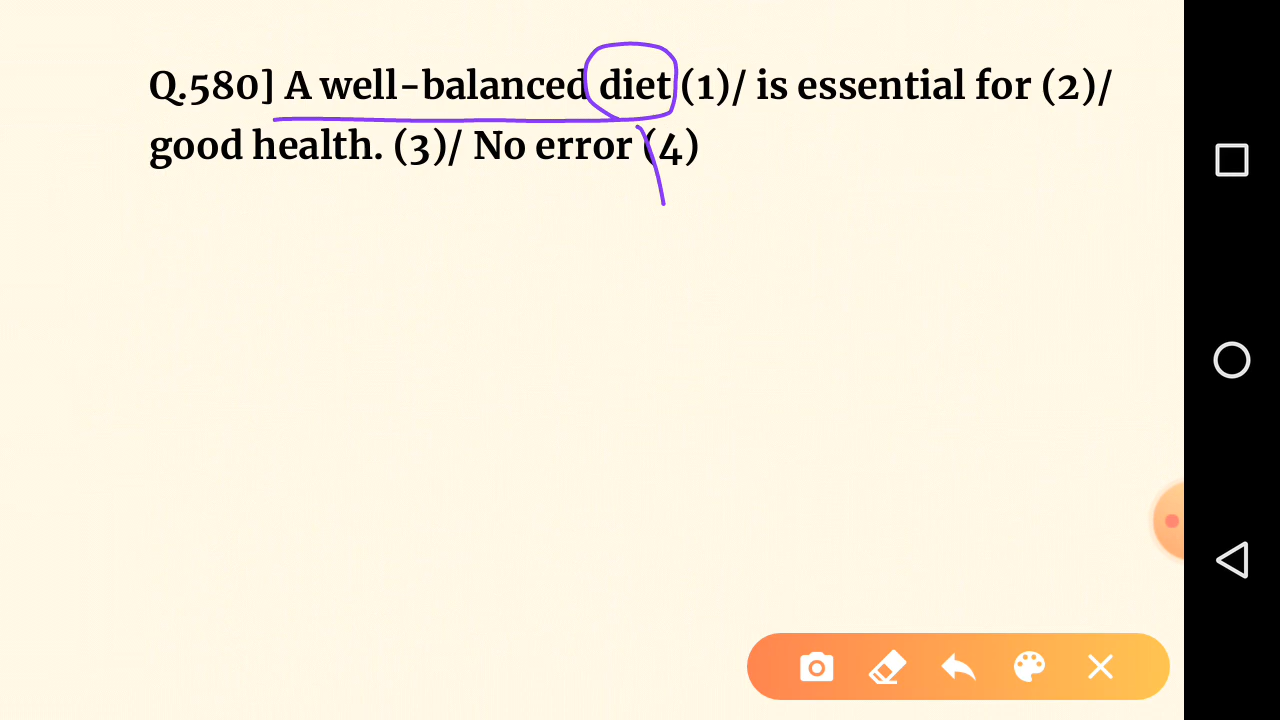 Q.580] A well-balanced diet (1)/ is essential for (2)/
good health. (3)/ No error (4)